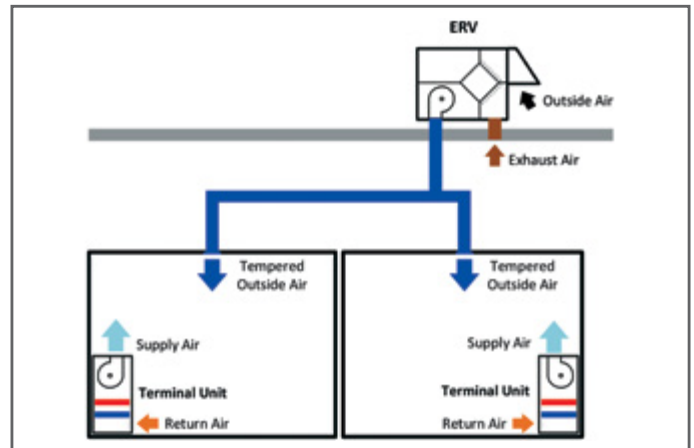 ERV
Outside Air
Exhaust Air
Tempered
Outside Air
Tempered
Outside Air
Supply Air
Supply Air
Terminal Unit
Terminal Unit
Return Air
Return Air